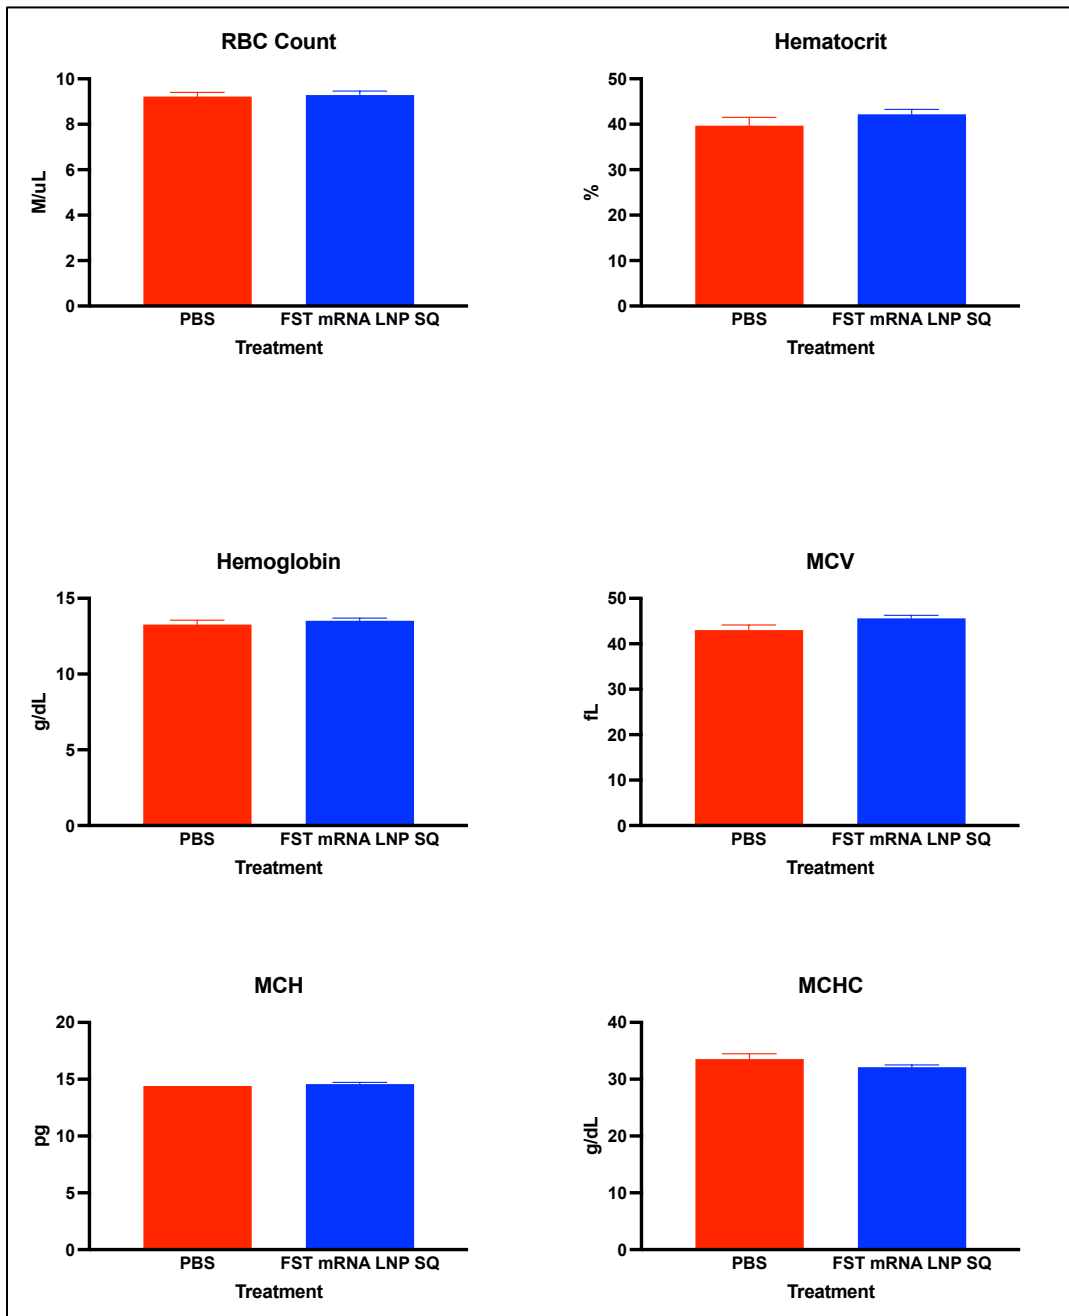 RBC Count
10
8
6
4
2
0
M/uL
PBS
FST mRNA LNP SQ
Treatment
Hematocrit
50
40
30
20
10
0
%
PBS
FST mRNA LNP SQ
Treatment
Hemoglobin
15
10
5
0
g/dL
PBS
FST mRNA LNP SQ
Treatment
MCV
50
40
30
20
10
0
fL
PBS
FST mRNA LNP SQ
Treatment
MCH
20
15
10
5
0
pg
PBS
FST mRNA LNP SQ
Treatment
MCHC
40
30
20
10
0
g/dL
PBS
FST mRNA LNP SQ
Treatment